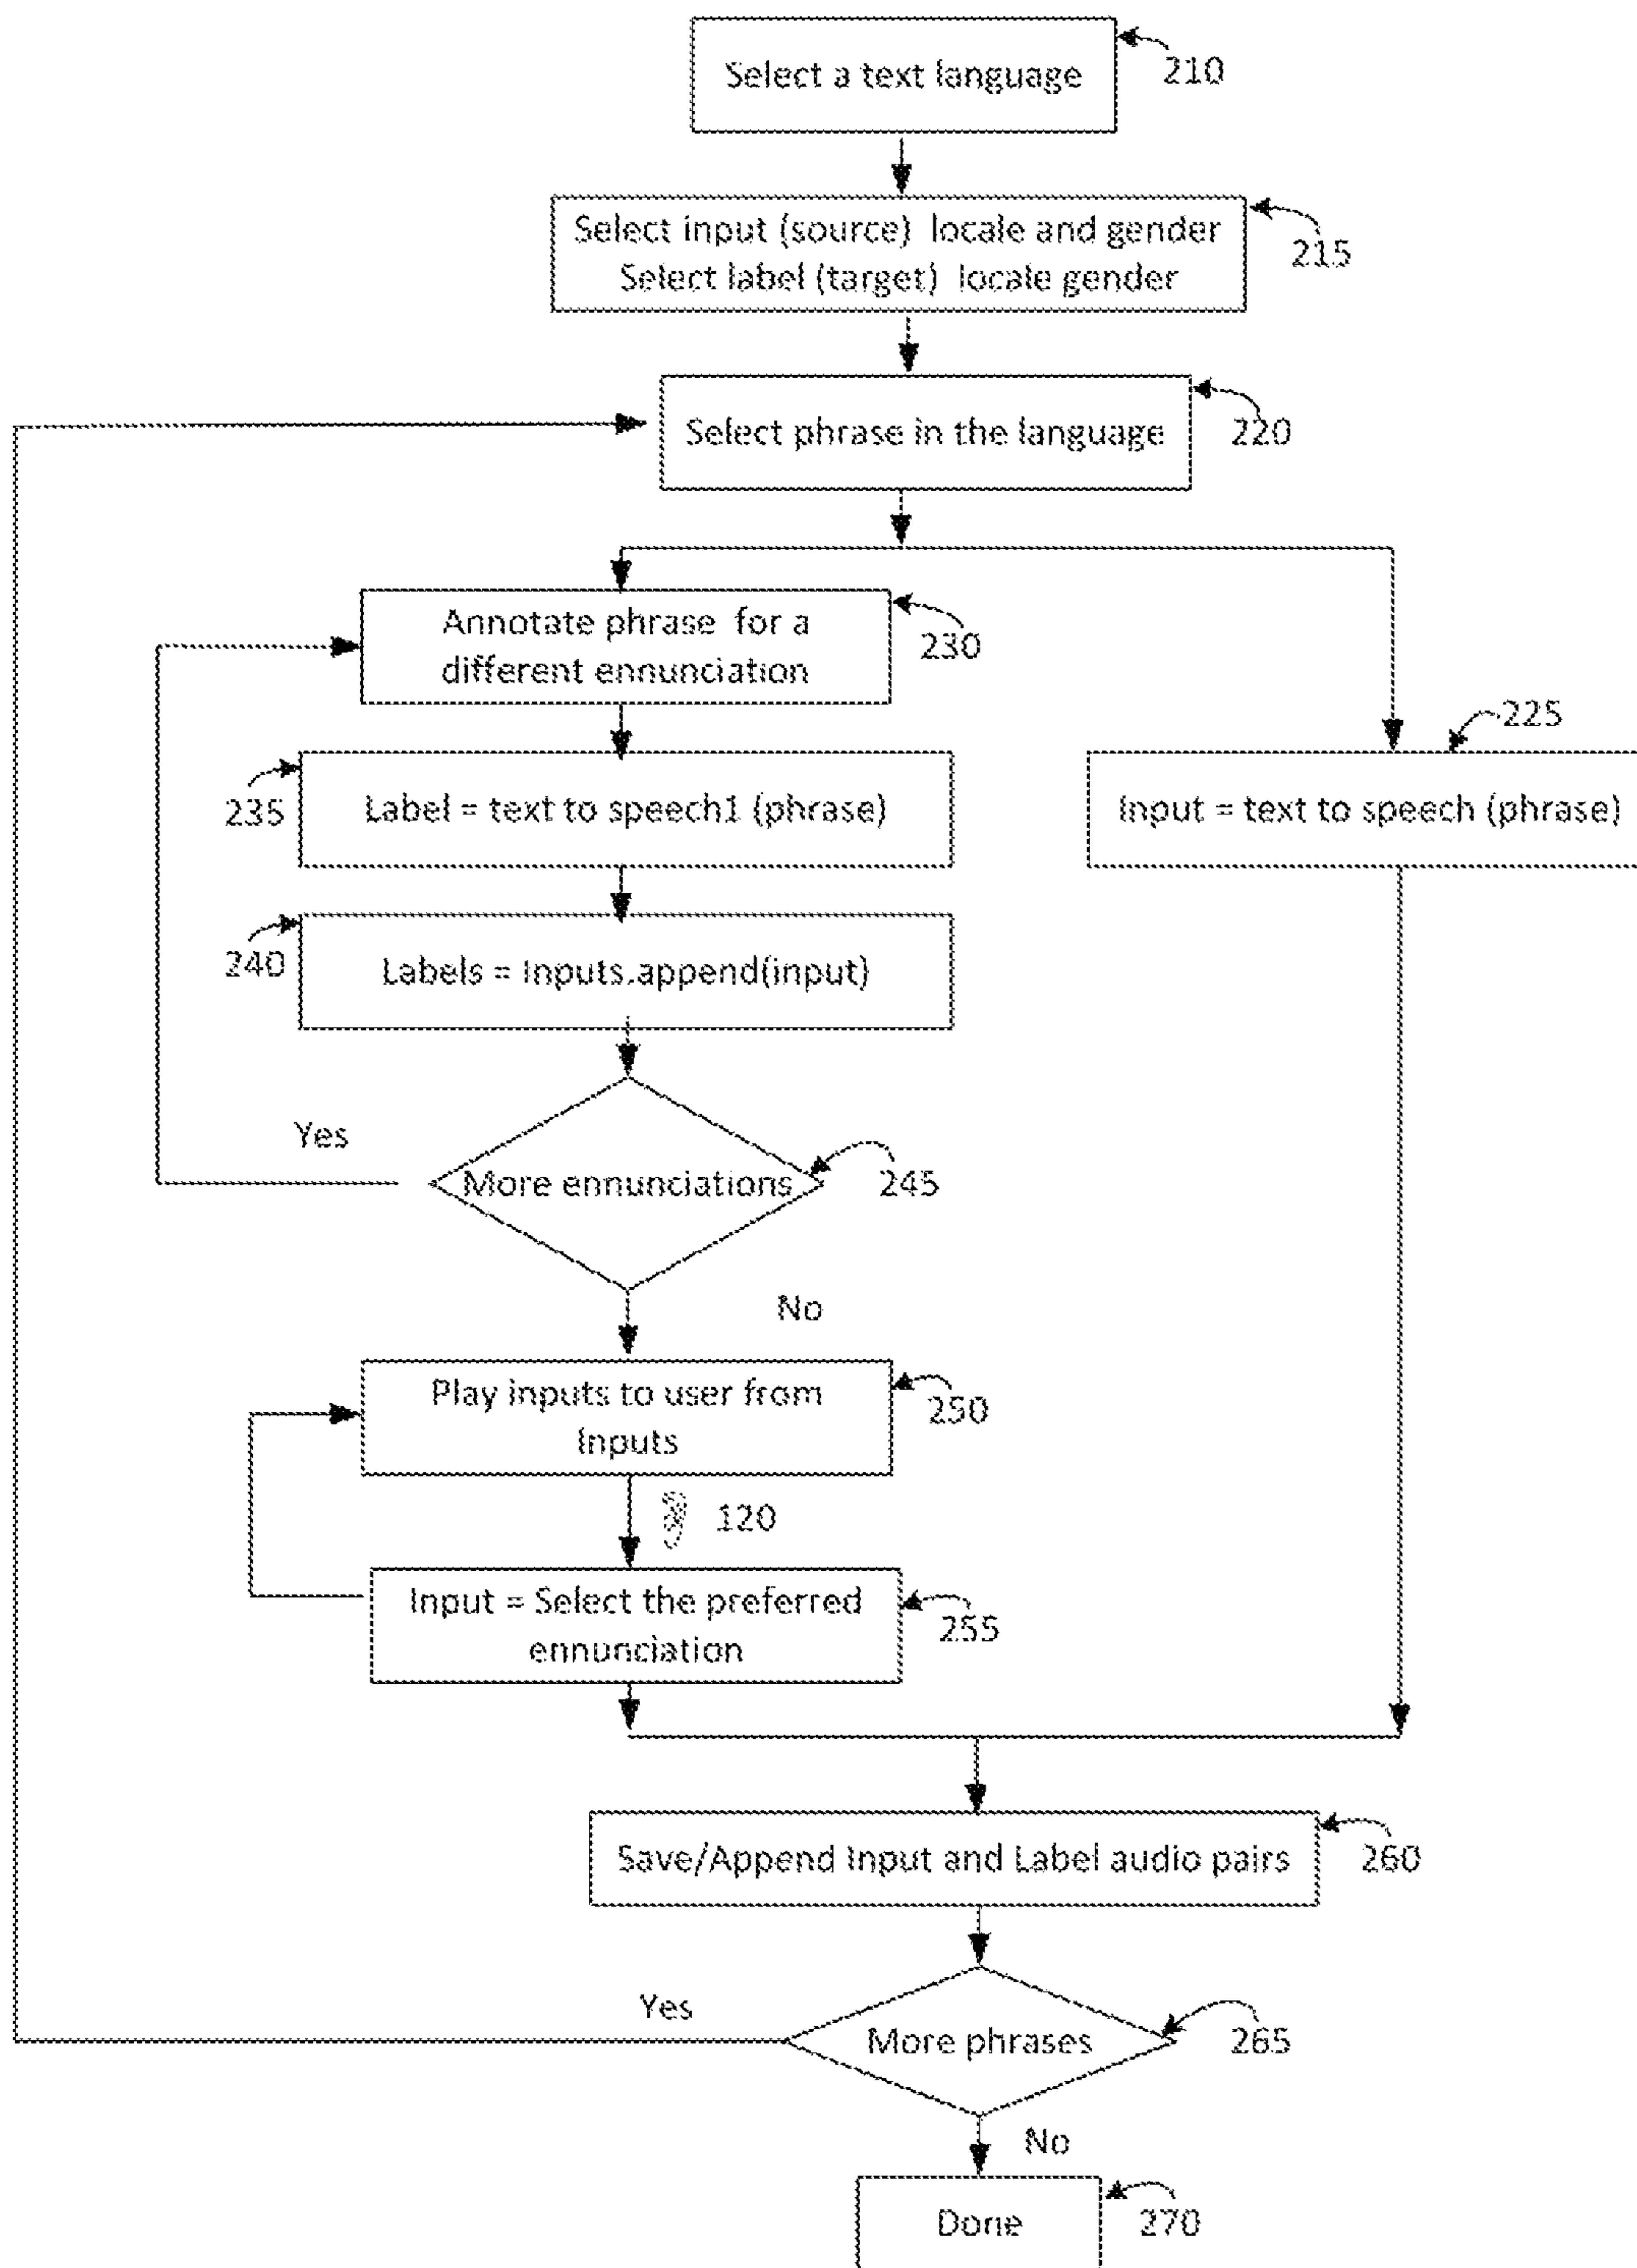 Select a text language
210
Select input (source) locale and gender
Select label (target) locale gender
215
Select phrase in the language
220
Annotate phrase for a
different ennunciation
230
225
Label = text to speech1 (phrase)
235
Input = text to speech (phrase)
Labels = Inputs.append(input)
240
Yes
More ennunciations
245
No
Play inputs to user from
Inputs
250
120
Input = Select the preferred
ennunciation
255
Save/Append Input and Label audio pairs
260
Yes
More phrases
265
No
Done
270